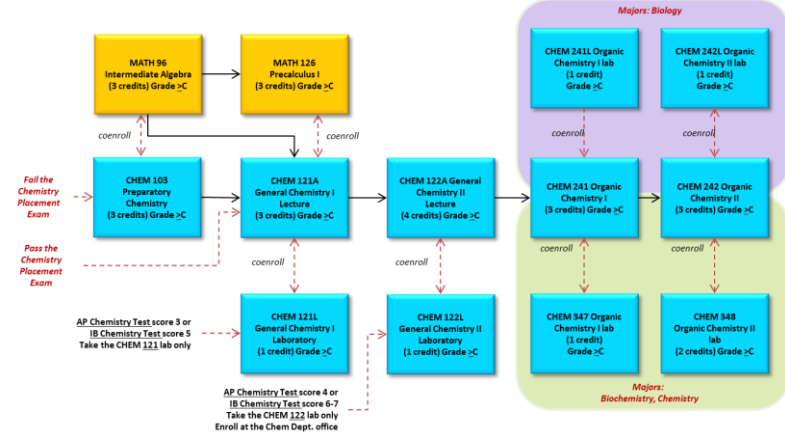 Majors: Biology
MATH 96
Intermediate Algebra
(3 credits) Grade >C
MATH 126
Precalculus I
(3 credits) Grade >C
CHEM 241L Organic
Chemistry I lab
(1 credit)
Grade >C
CHEM 242L Organic
Chemistry II lab
(1 credit)
Grade >C
coenroll
coenroll
coenroll
coenroll
Fail the
Chemistry
Placement
Exam
CHEM 103
Preparatory
Chemistry
(3 credits) Grade >C
CHEM 121A
General Chemistry I
Lecture
(3 credits) Grade >C
CHEM 122A General
Chemistry II
Lecture
(4 credits) Grade >C
CHEM 241 Organic
Chemistry I
(3 credits) Grade >C
CHEM 242 Organic
Chemistry II
(3 credits) Grade >C
Pass the
Chemistry
Placement
Exam
coenroll
coenroll
coenroll
coenroll
AP Chemistry Test score 3 or
IB Chemistry Test score 5
Take the CHEM 121 lab only
CHEM 121L
General Chemistry I
Laboratory
(1 credit) Grade >C
CHEM 122L
General Chemistry II
Laboratory
(1 credit) Grade >C
CHEM 347 Organic
Chemistry I lab
(1 credit)
Grade >C
CHEM 348
Organic Chemistry II
lab
(2 credits) Grade >C
AP Chemistry Test score 4 or
IB Chemistry Test score 6-7
Take the CHEM 122 lab only
Enroll at the Chem Dept. office
Majors:
Biochemistry, Chemistry